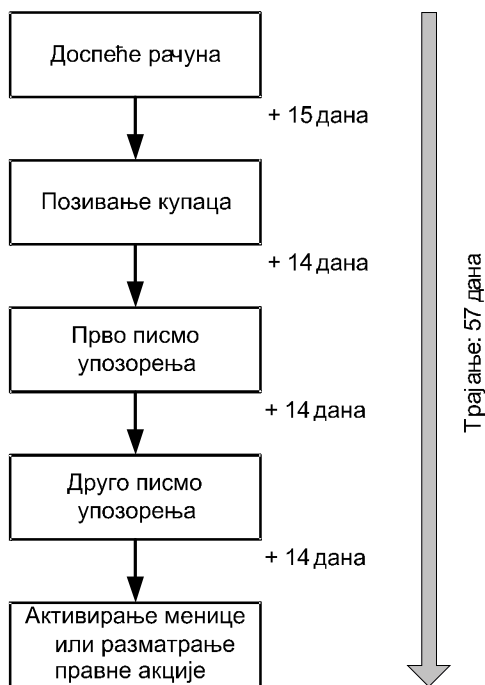 Доспеће рачуна
+ 15 дана
Позивање купаца
+ 14 дана
Прво писмо
упозорења
+ 14 дана
Друго писмо
упозорења
+ 14 дана
Активирање менице
или разматрање
правне акције
Трајање: 57 дана